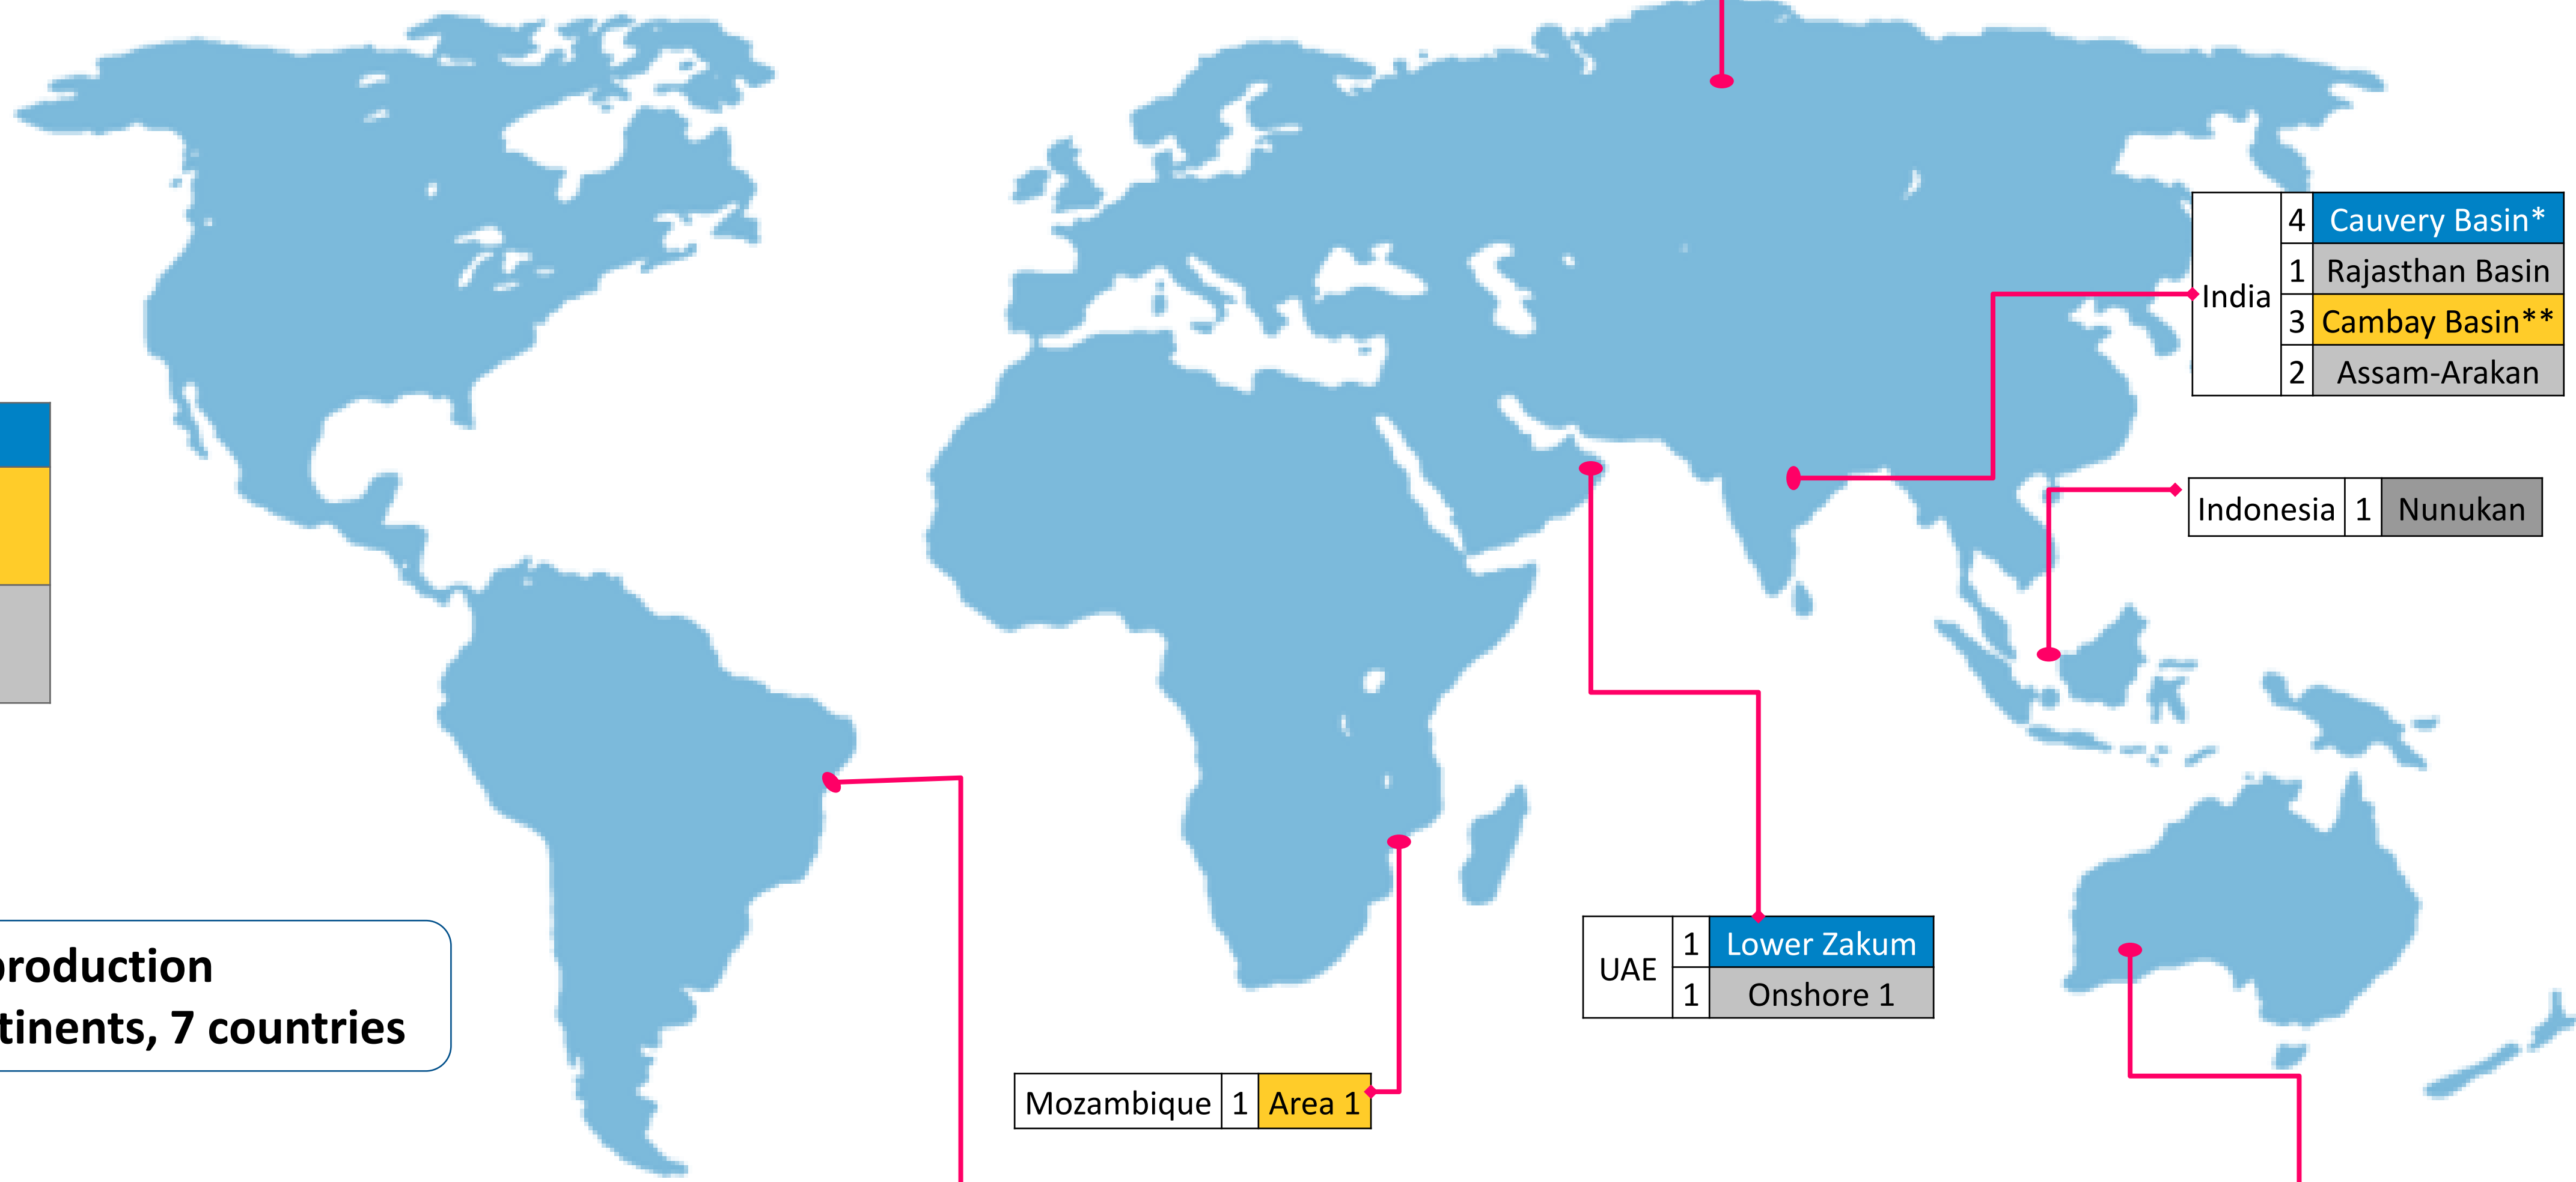 India
4 Cauvery Basin*
1 Rajasthan Basin
3 Cambay Basin**
2 Assam-Arakan
Indonesia 1 Nunukan
UAE
1 Lower Zakum
1 Onshore 1
production
tinents, 7 countries
Mozambique 1 Area 1